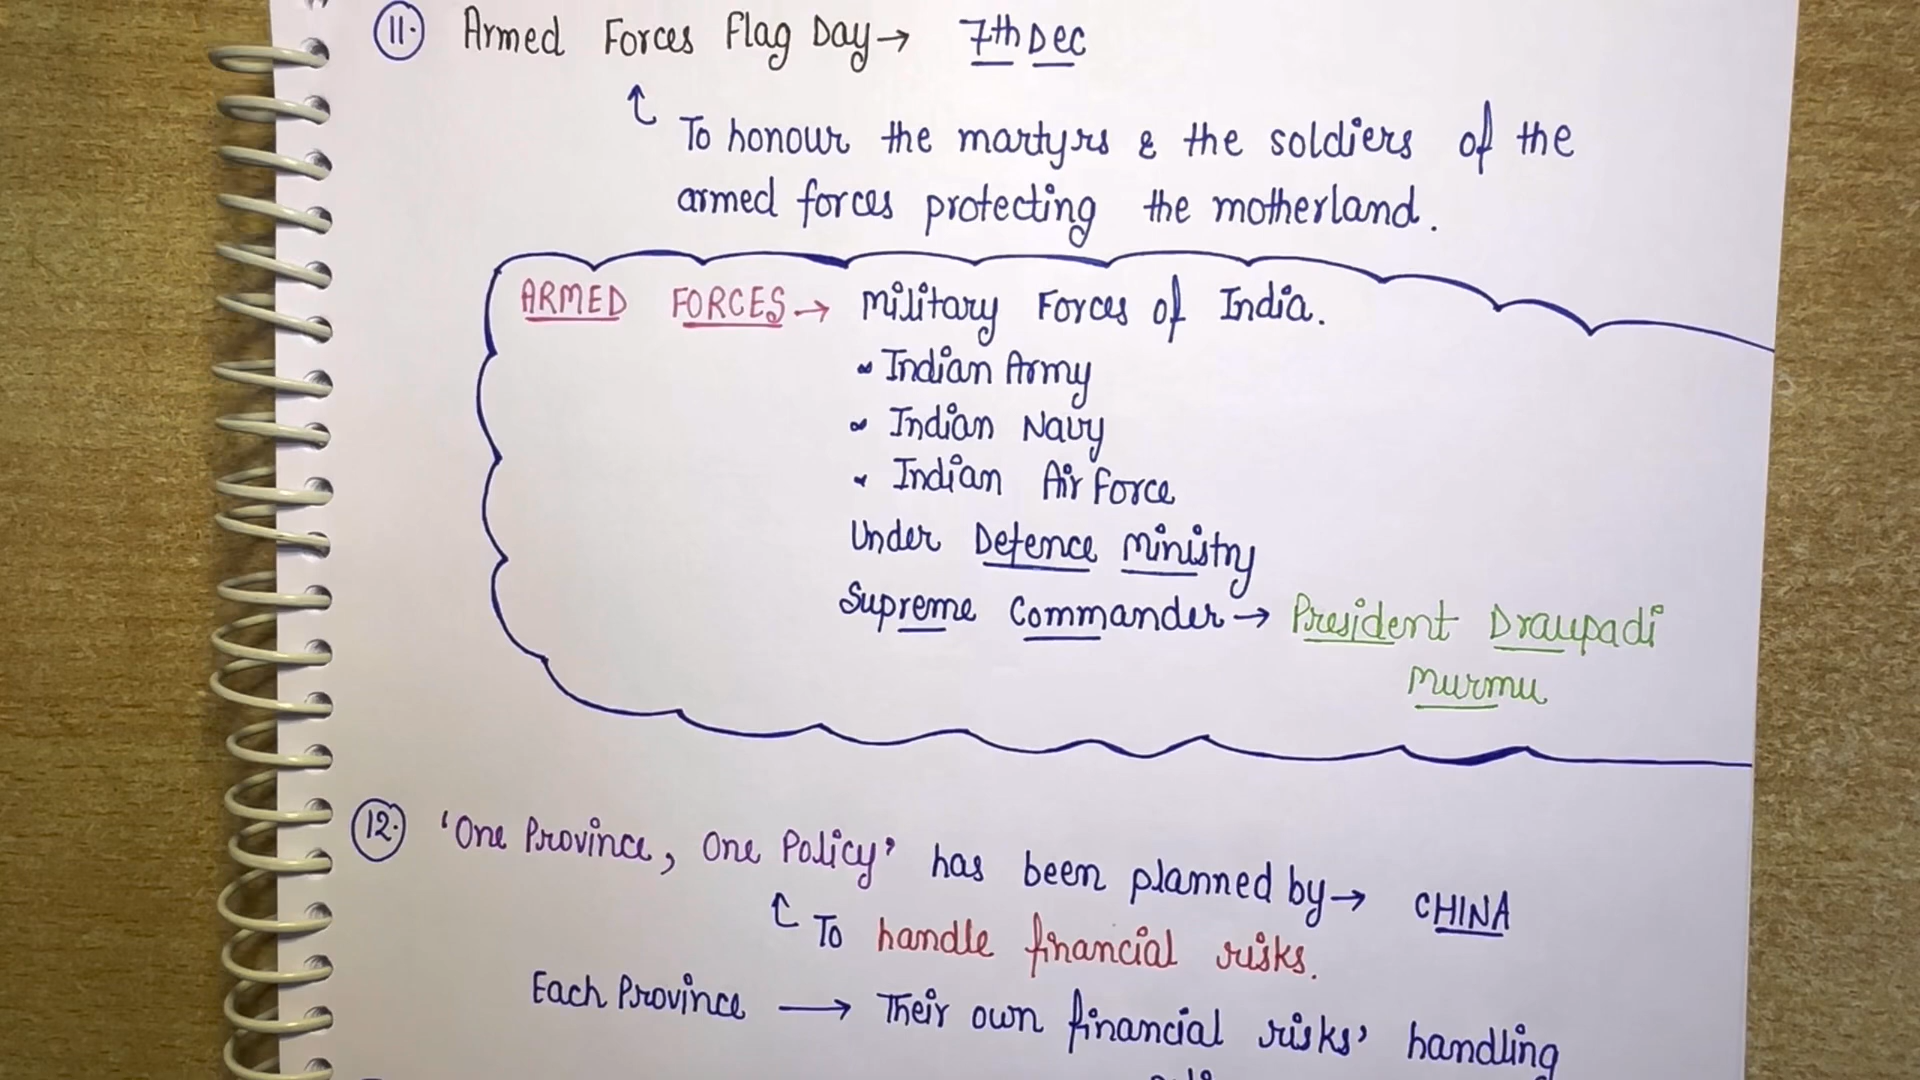 11. Armed Forces Flag Day → 7th Dec
To honour the martyrs & the soldiers of the
armed forces protecting the motherland.
ARMED FORCES → Military Forces of India.
Indian Army
Indian Navy
Indian Air Force
Under Defence Ministry
Supreme Commander → President Draupadi
Murmu
12. 'One Province, One Policy' has been planned by → CHINA
To handle financial risks.
Each Province → Their own financial risks' handling